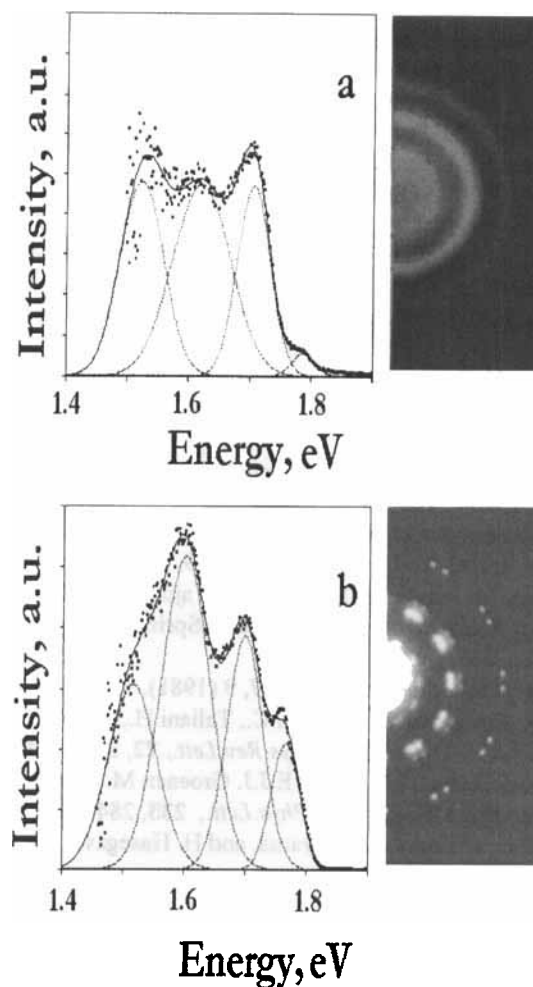 Intensity, a.u.
a
1.4 1.6 1.8
Energy, eV
Intensity, a.u.
b
1.4 1.6 1.8
Energy, eV